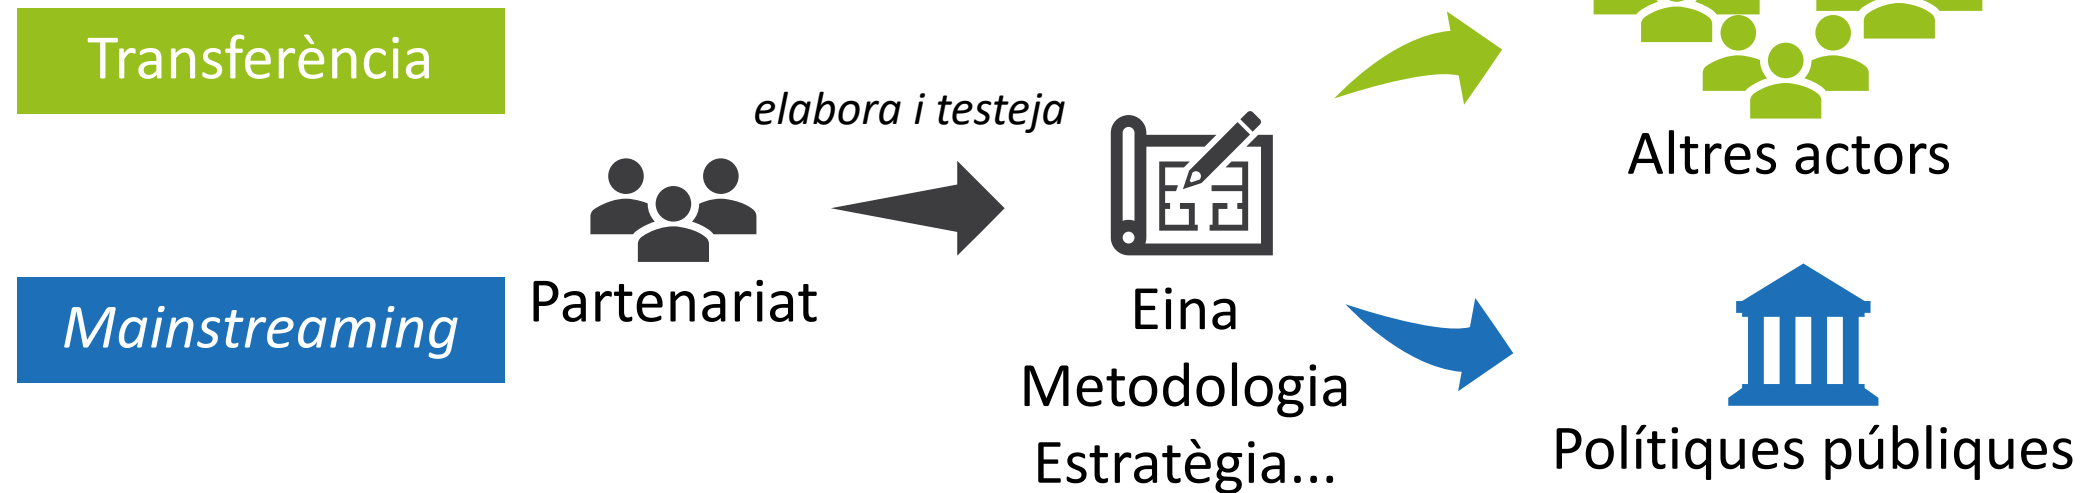 Transferència
elabora i testeja
Altres actors
Mainstreaming
Partenariat
Eina
Metodologia
Estratègia...
Polítiques públiques